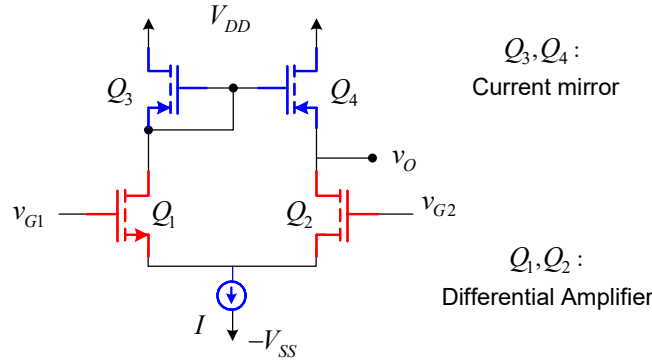 V_DD
Q_3, Q_4 :
Current mirror
Q_3
Q_4
v_O
v_G1
Q_1
Q_2
v_G2
Q_1, Q_2 :
Differential Amplifier
I
−V_SS